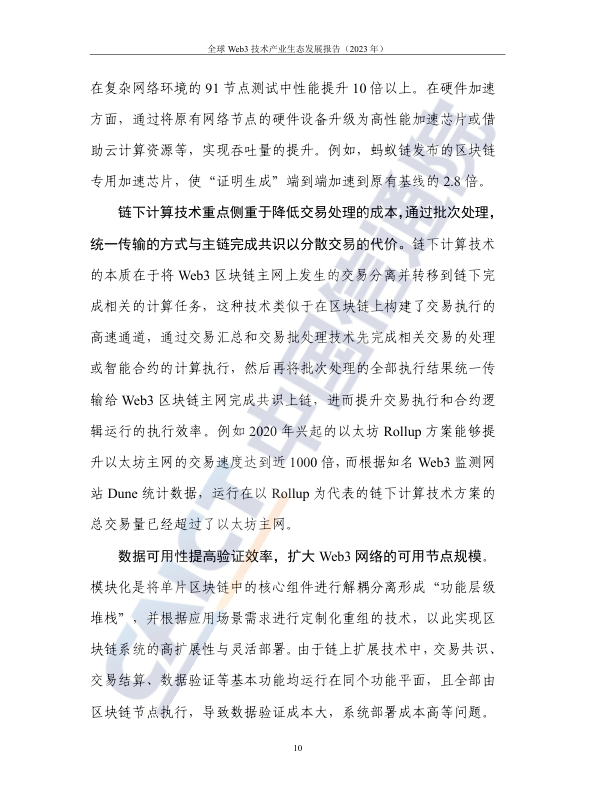 全球 Web3 技术产业生态发展报告（2023 年）
在复杂网络环境的 91 节点测试中性能提升 10 倍以上。在硬件加速
方面，通过将原有网络节点的硬件设备升级为高性能加速芯片或借
助云计算资源等，实现吞吐量的提升。例如，蚂蚁链发布的区块链
专用加速芯片，使“证明生成”端到端加速到原有基线的 2.8 倍。
链下计算技术重点侧重于降低交易处理的成本，通过批次处理，
统一传输的方式与主链完成共识以分散交易的代价。链下计算技术
的本质在于将 Web3 区块链主网上发生的交易分离并转移到链下完
成相关的计算任务，这种技术类似于在区块链上构建了交易执行的
高速通道，通过交易汇总和交易批处理技术先完成相关交易的处理
或智能合约的计算执行，然后再将批次处理的全部执行结果统一传
输给 Web3 区块链主网完成共识上链，进而提升交易执行和合约逻
辑运行的执行效率。例如 2020 年兴起的以太坊 Rollup 方案能够提
升以太坊主网的交易速度达到近 1000 倍，而根据知名 Web3 监测网
站 Dune 统计数据，运行在以 Rollup 为代表的链下计算技术方案的
总交易量已经超过了以太坊主网。
数据可用性提高验证效率，扩大 Web3 网络的可用节点规模。
模块化是将单片区块链中的核心组件进行解耦分离形成“功能层级
堆栈”，并根据应用场景需求进行定制化重组的技术，以此实现区
块链系统的高扩展性与灵活部署。由于链上扩展技术中，交易共识、
交易结算、数据验证等基本功能均运行在同个功能平面，且全部由
区块链节点执行，导致数据验证成本大，系统部署成本高等问题。
10
CAICT 中国信通院